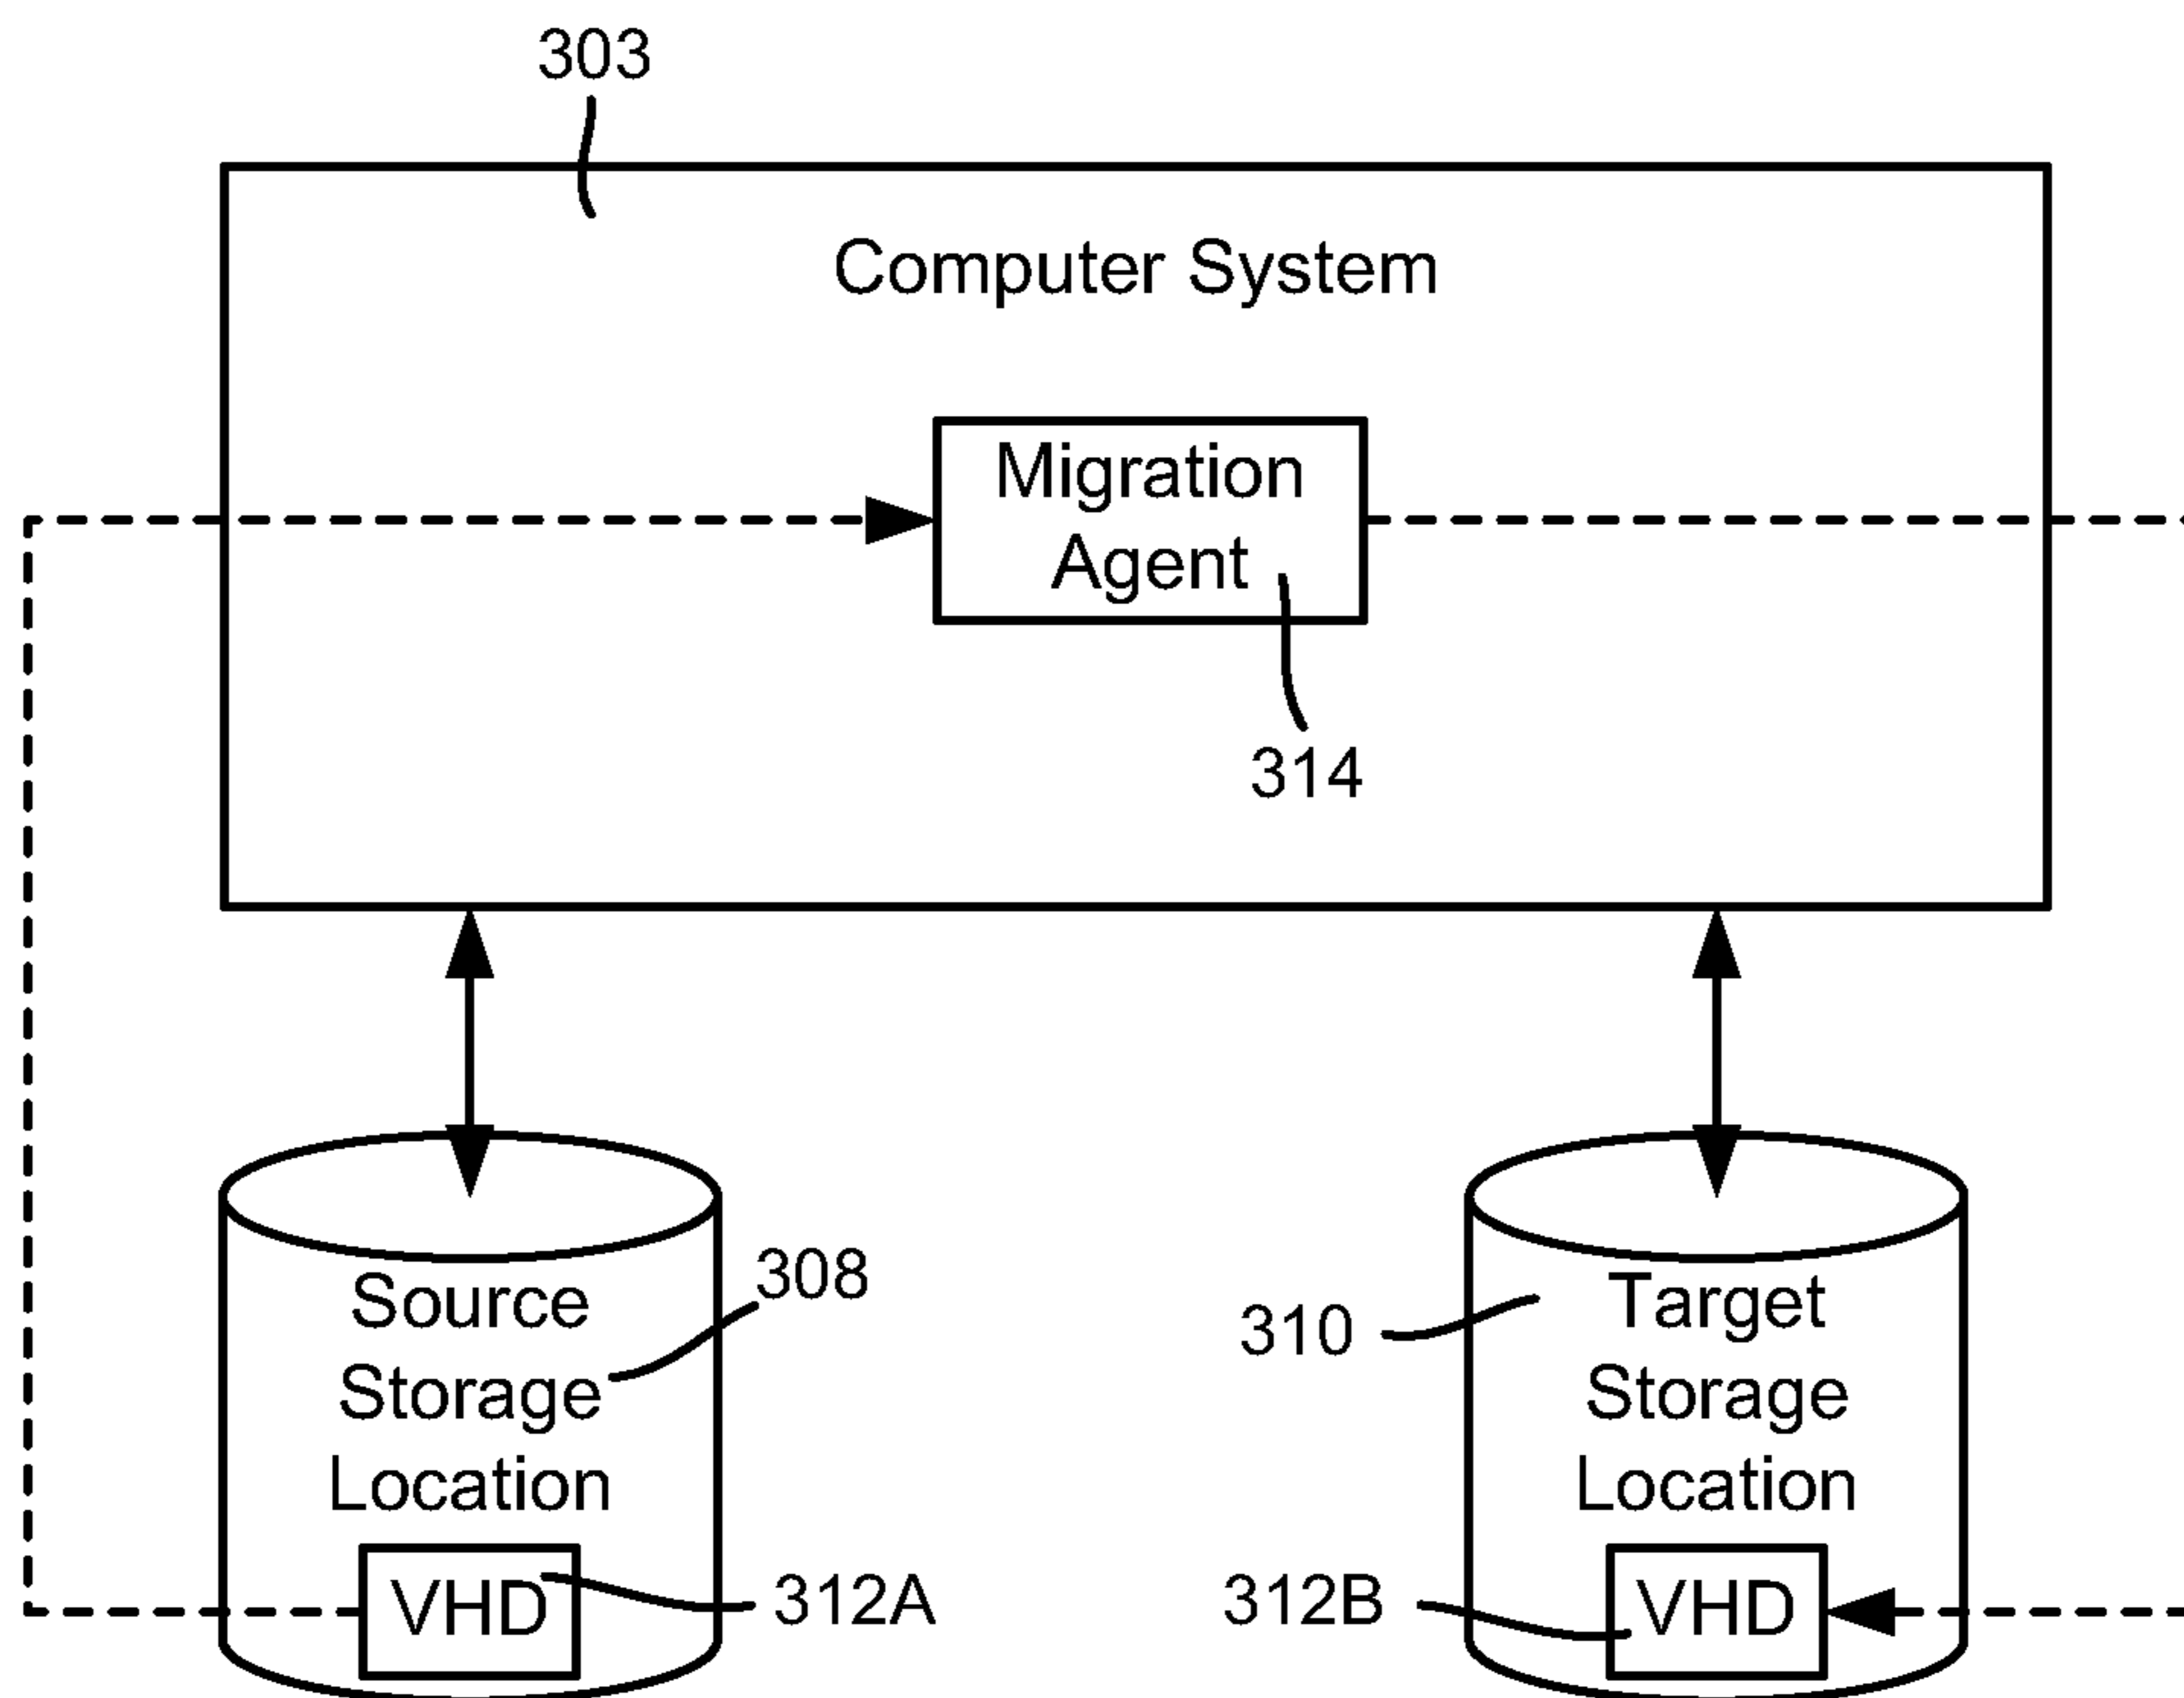 303
Computer System
Migration
Agent
314
Source
Storage
Location
308
VHD
312A
310
Target
Storage
Location
312B
VHD